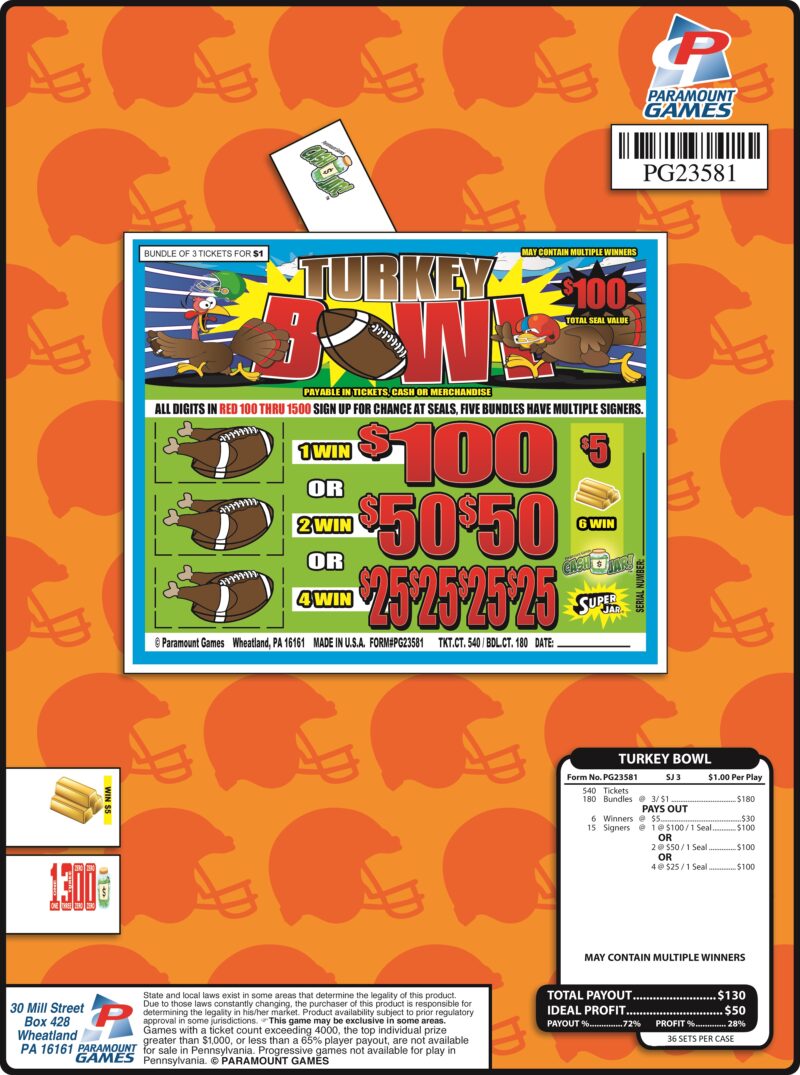 PARAMOUNT
GAMES
PG23581
CASH JAR
BUNDLE OF 3 TICKETS FOR $1
MAY CONTAIN MULTIPLE WINNERS
TURKEY
BOWL
$100
TOTAL SEAL VALUE
PAYABLE IN TICKETS, CASH OR MERCHANDISE
ALL DIGITS IN RED 100 THRU 1500 SIGN UP FOR CHANCE AT SEALS, FIVE BUNDLES HAVE MULTIPLE SIGNERS.
1 WIN $100
OR
2 WIN $50 $50
OR
4 WIN $25 $25 $25 $25
$5
6 WIN
CASH JAR!
SUPER
JAR
SERIAL NUMBER:
© Paramount Games Wheatland, PA 16161 MADE IN U.S.A. FORM#PG23581 TKT.CT. 540 / BDL.CT. 180 DATE:
WIN $5
1300
ONE THREE ZERO ZERO
TURKEY BOWL
Form No. PG23581 SJ 3 $1.00 Per Play
540 Tickets
180 Bundles @ 3/ $1 $180
PAYS OUT
6 Winners @ $5 $30
15 Signers @ 1 @ $100 / 1 Seal $100
OR
2 @ $50 / 1 Seal $100
OR
4 @ $25 / 1 Seal $100
MAY CONTAIN MULTIPLE WINNERS
TOTAL PAYOUT $130
IDEAL PROFIT $50
PAYOUT % 72% PROFIT % 28%
36 SETS PER CASE
30 Mill Street
Box 428
Wheatland
PA 16161
PARAMOUNT
GAMES
State and local laws exist in some areas that determine the legality of this product.
Due to those laws constantly changing, the purchaser of this product is responsible for
determining the legality in his/her market. Product availability subject to prior regulatory
approval in some jurisdictions. ☞ This game may be exclusive in some areas.
Games with a ticket count exceeding 4000, the top individual prize
greater than $1,000, or less than a 65% player payout, are not available
for sale in Pennsylvania. Progressive games not available for play in
Pennsylvania. © PARAMOUNT GAMES